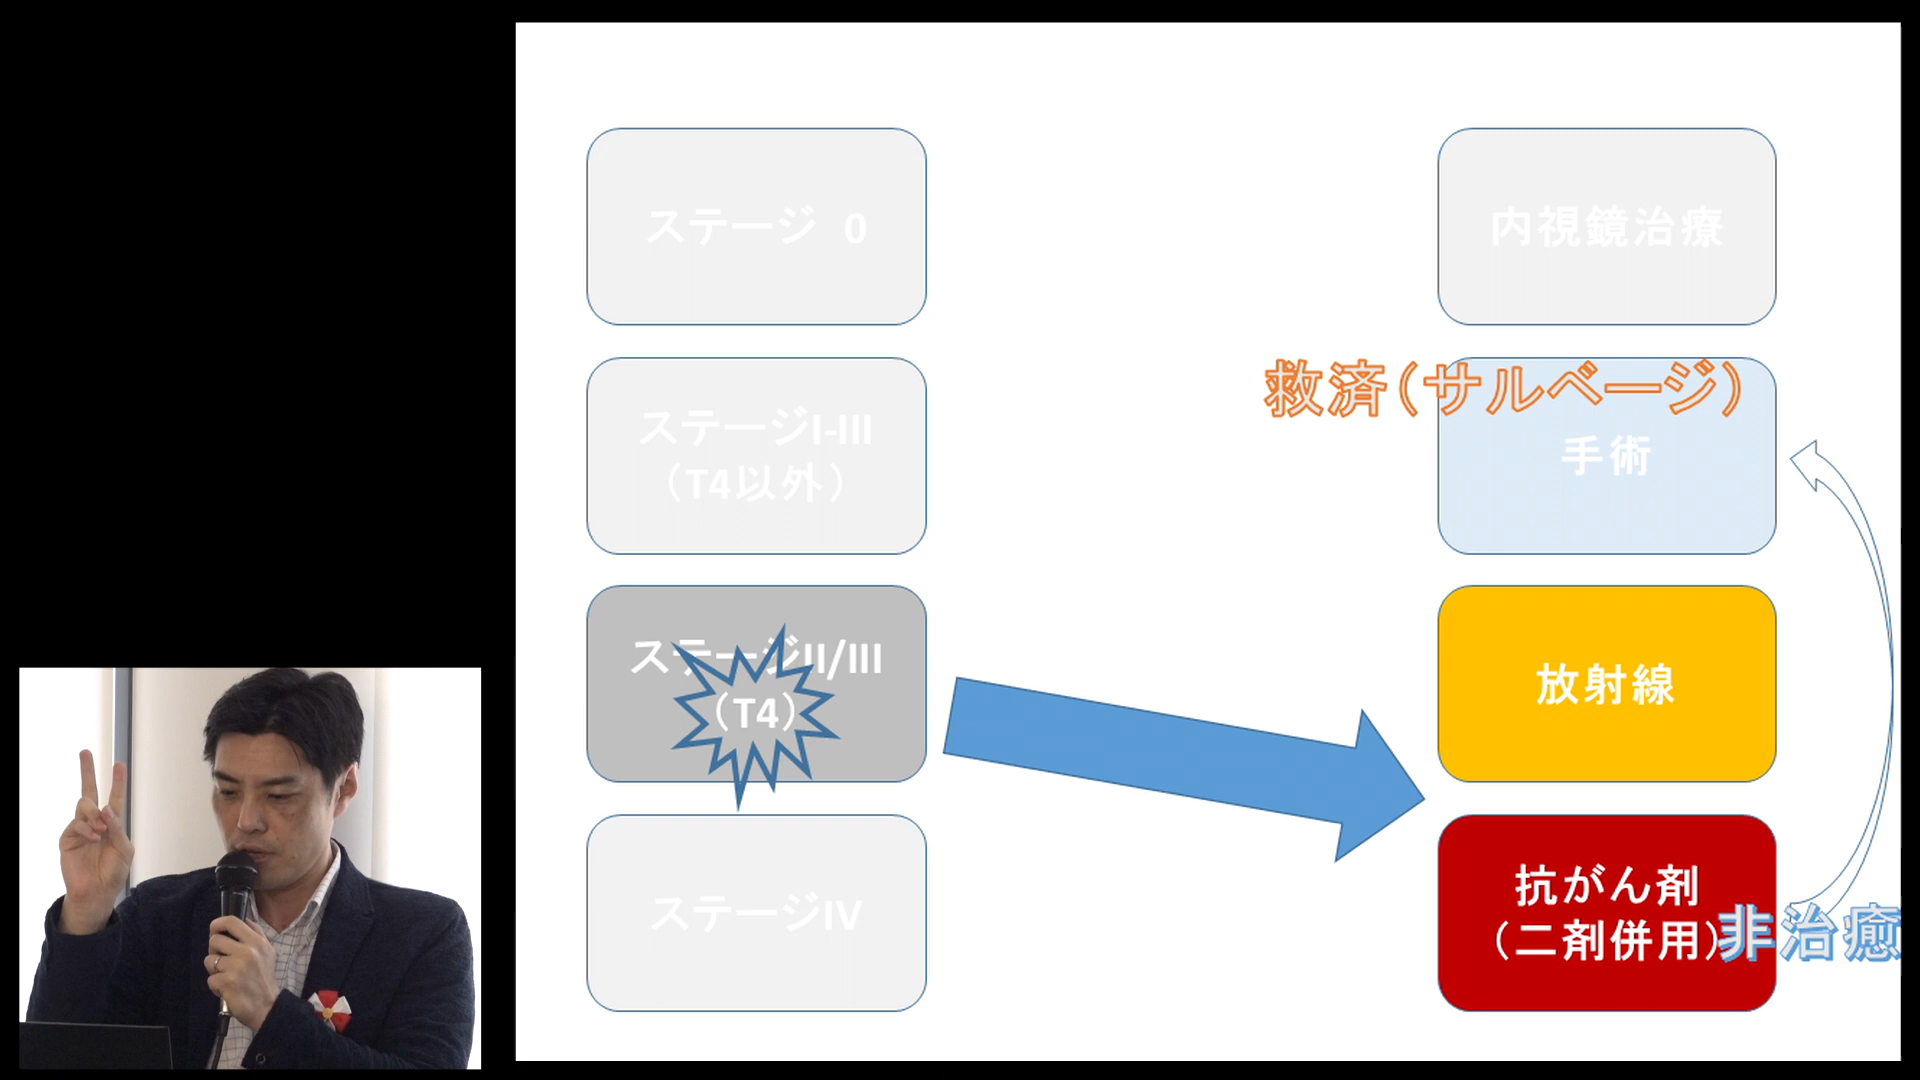 ステージ 0
ステージI-III
（T4以外）
ステージII/III
（T4）
ステージIV
内視鏡治療
救済（サルベージ）
手術
放射線
抗がん剤
（二剤併用）
非治癒